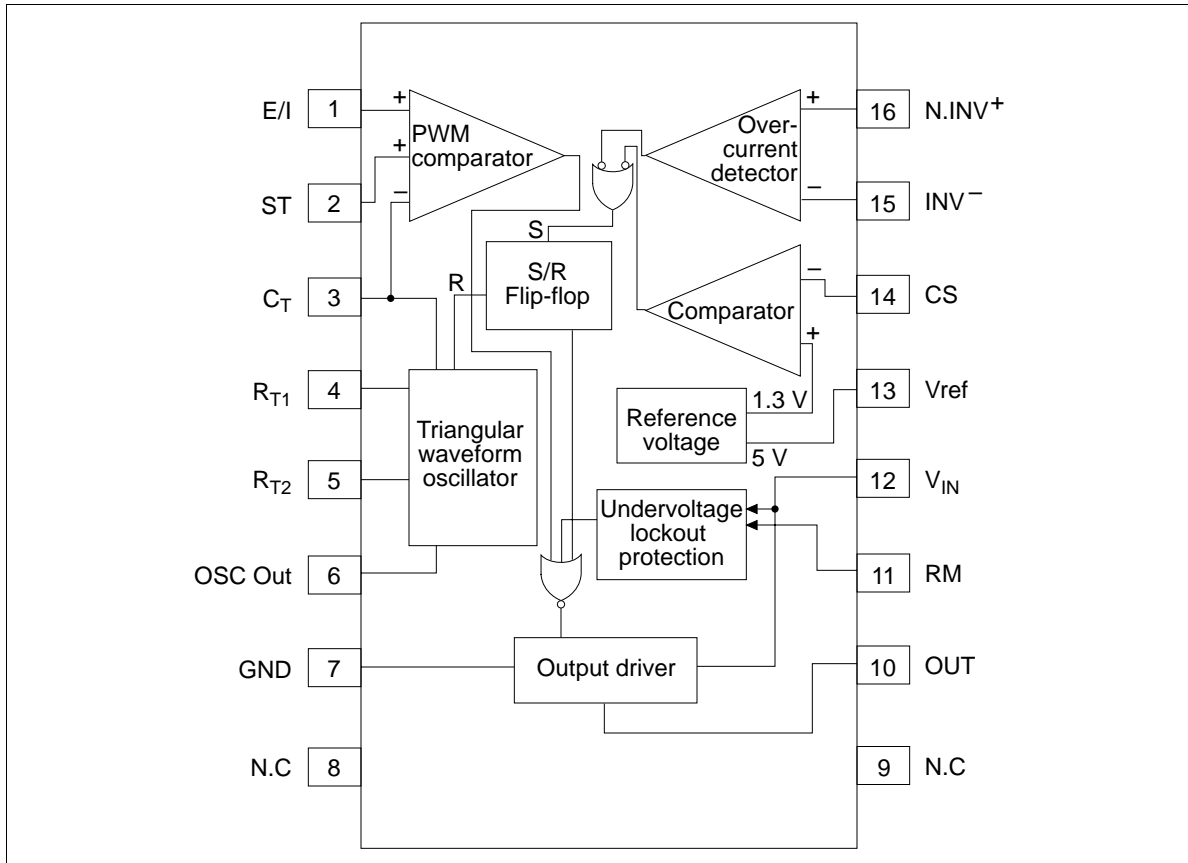 E/I
1
ST
2
C_T
3
R_T1
4
R_T2
5
OSC Out
6
GND
7
N.C
8
+
+
−
PWM
comparator
S
R
S/R
Flip-flop
Triangular
waveform
oscillator
Over-
current
detector
+
−
Comparator
−
+
1.3 V
Reference
voltage
5 V
Undervoltage
lockout
protection
Output driver
16
N.INV+
15
INV−
14
CS
13
Vref
12
V_IN
11
RM
10
OUT
9
N.C